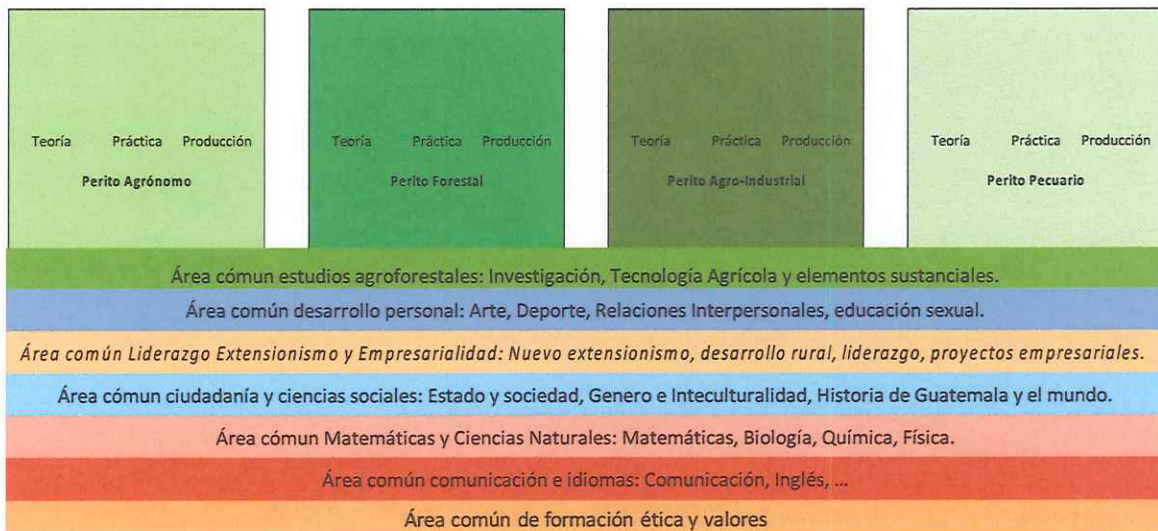 Teoría Práctica Producción
Perito Agrónomo
Teoría Práctica Producción
Perito Forestal
Teoría Práctica Producción
Perito Agro-Industrial
Teoría Práctica Producción
Perito Pecuario
Área cómun estudios agroforestales: Investigación, Tecnología Agrícola y elementos sustanciales.
Área común desarrollo personal: Arte, Deporte, Relaciones Interpersonales, educación sexual.
Área común Liderazgo Extensionismo y Empresarialidad: Nuevo extensionismo, desarrollo rural, liderazgo, proyectos empresariales.
Área cómun ciudadanía y ciencias sociales: Estado y sociedad, Genero e Inteculturalidad, Historia de Guatemala y el mundo.
Área cómun Matemáticas y Ciencias Naturales: Matemáticas, Biología, Química, Física.
Área común comunicación e idiomas: Comunicación, Inglés, ...
Área común de formación ética y valores